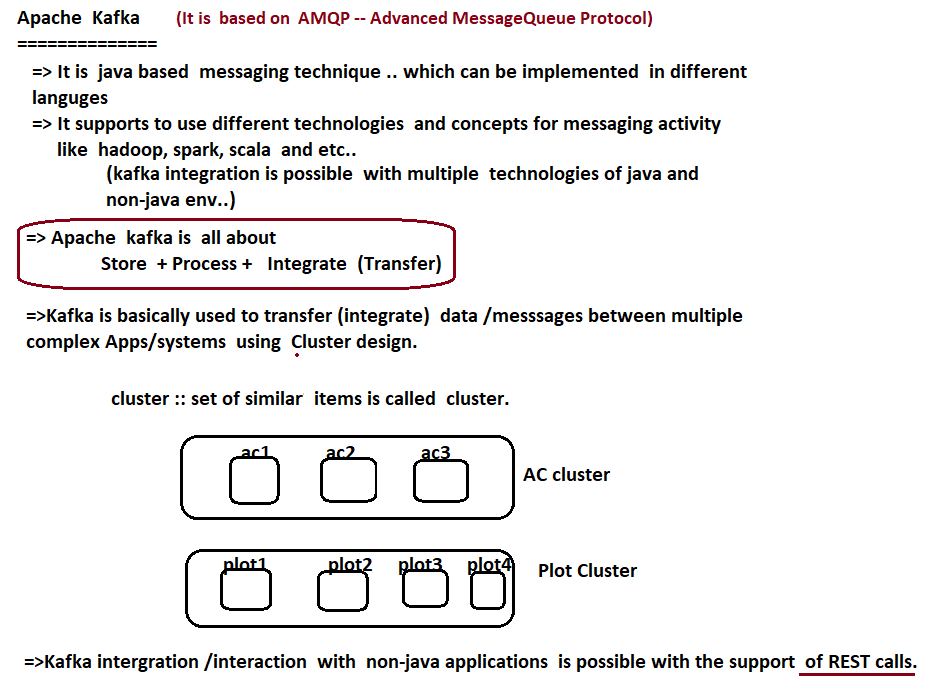 Apache Kafka (It is based on AMQP -- Advanced MessageQueue Protocol)
==============
=> It is java based messaging technique .. which can be implemented in different
languges
=> It supports to use different technologies and concepts for messaging activity
like hadoop, spark, scala and etc..
(kafka integration is possible with multiple technologies of java and
non-java env..)
=> Apache kafka is all about
Store + Process + Integrate (Transfer)
=>Kafka is basically used to transfer (integrate) data /messsages between multiple
complex Apps/systems using Cluster design.
cluster :: set of similar items is called cluster.
ac1 ac2 ac3
AC cluster
plot1 plot2 plot3 plot4
Plot Cluster
=>Kafka intergration /interaction with non-java applications is possible with the support of REST calls.